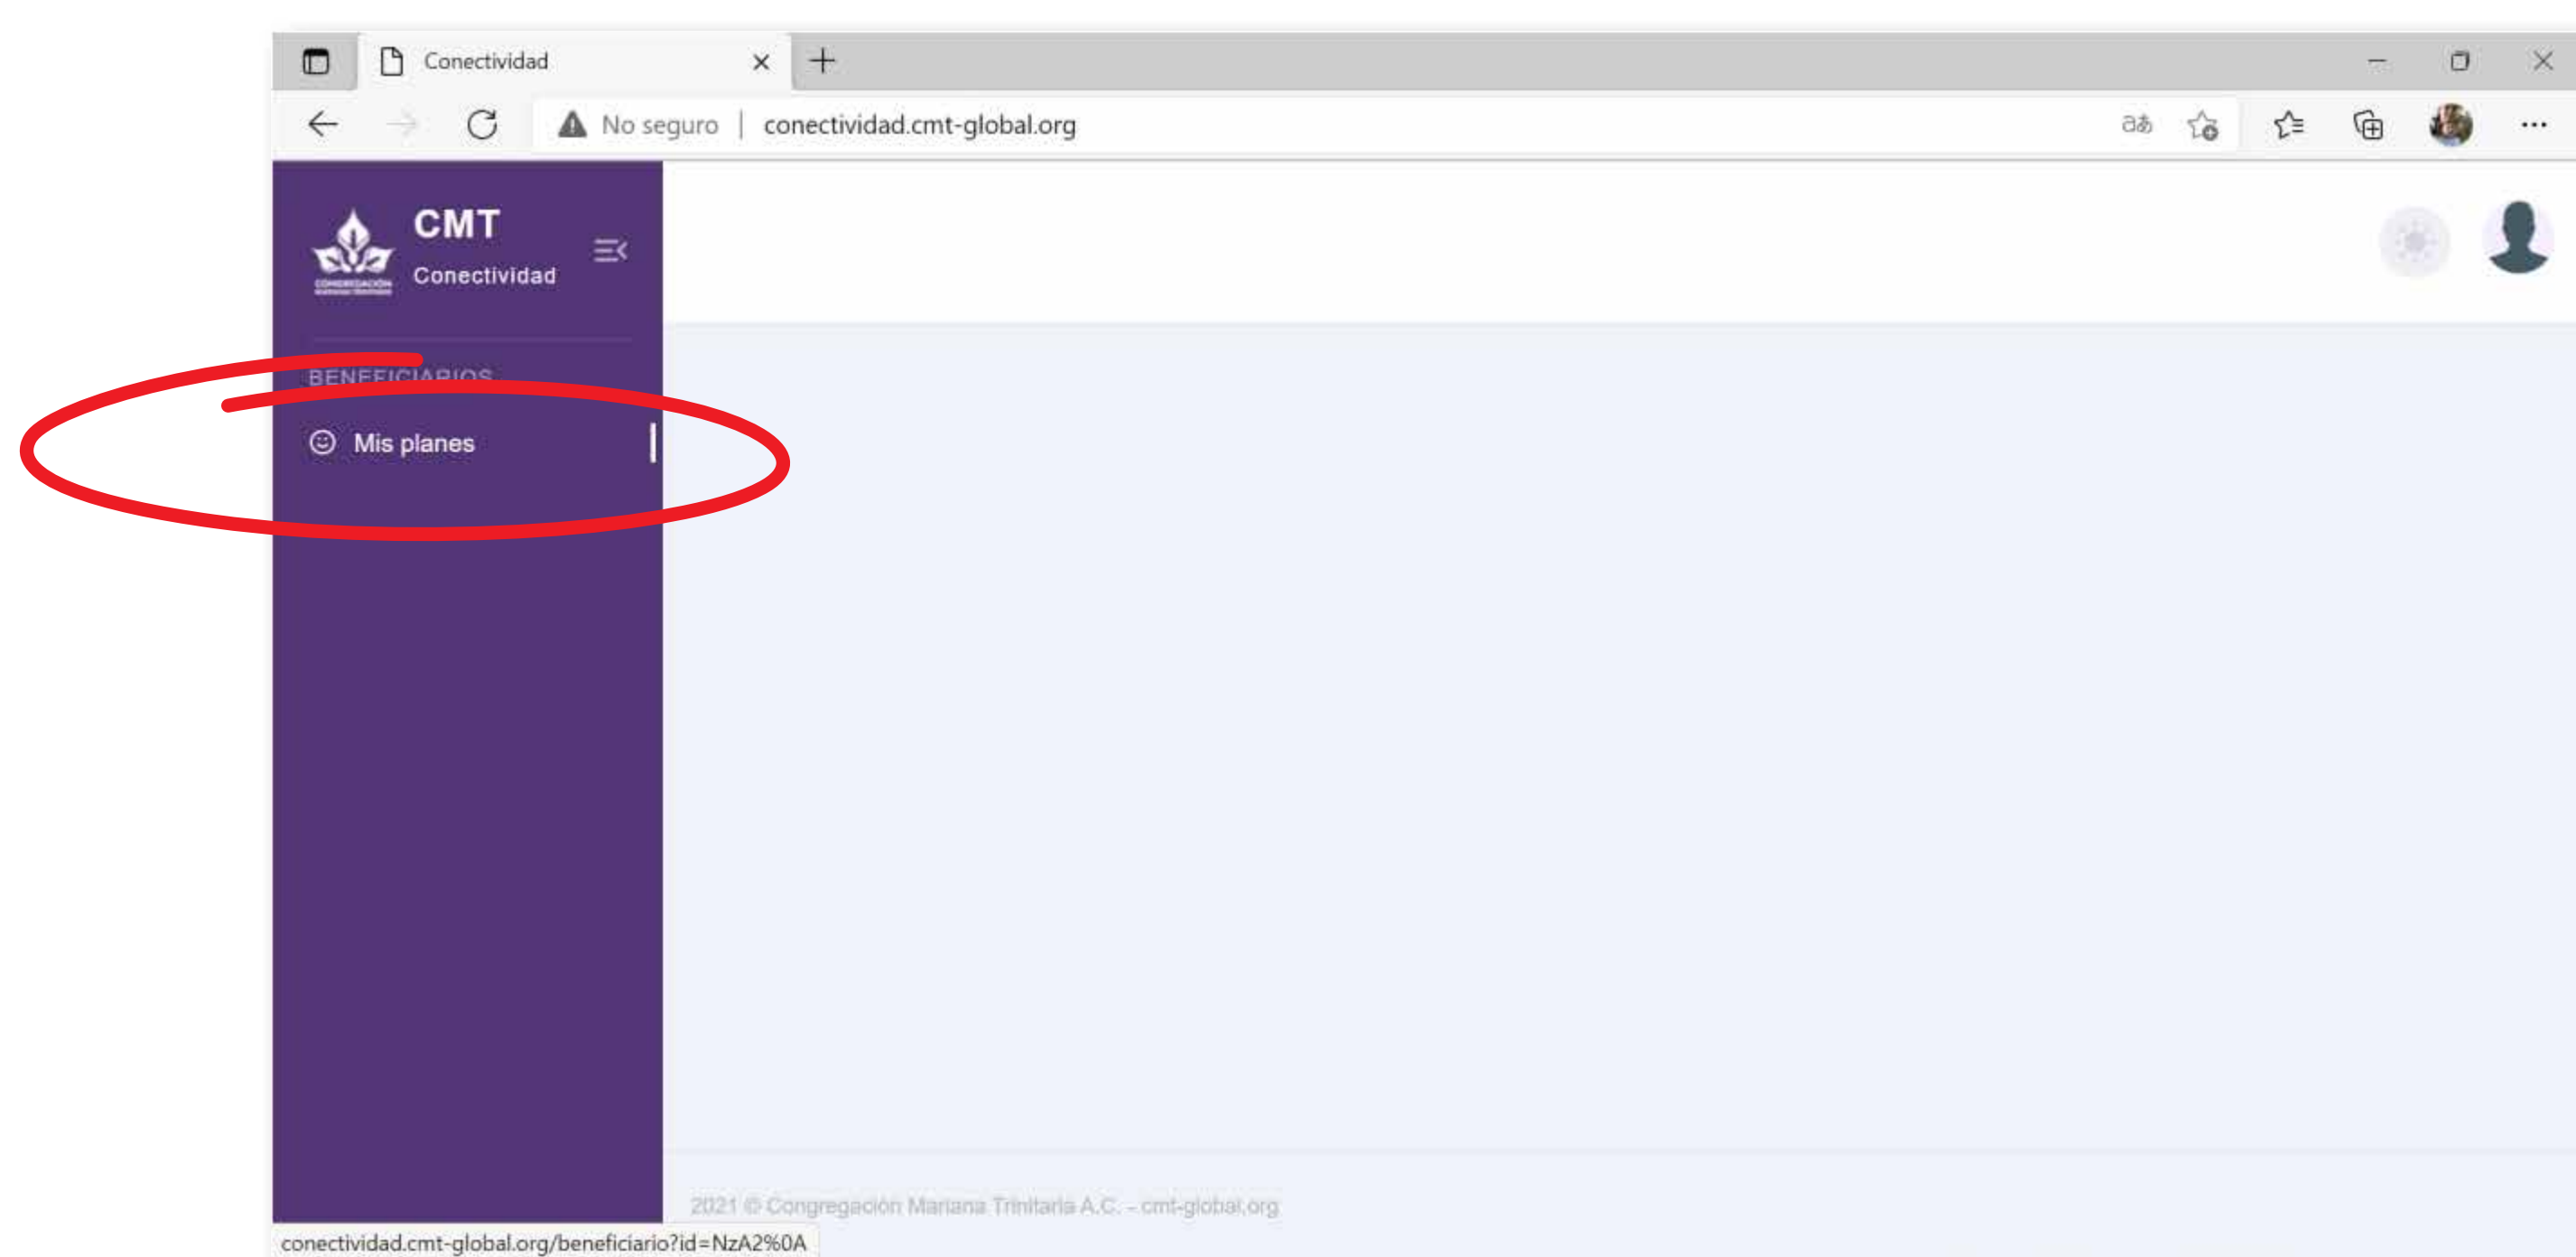 Conectividad
No seguro | conectividad.cmt-global.org
CMT
Conectividad
CONGREGACIÓN
BENEFICIARIOS
Mis planes
2021 © Congregación Mariana Trinitaria A.C. - cmt-global.org
conectividad.cmt-global.org/beneficiario?id=NzA2%0A